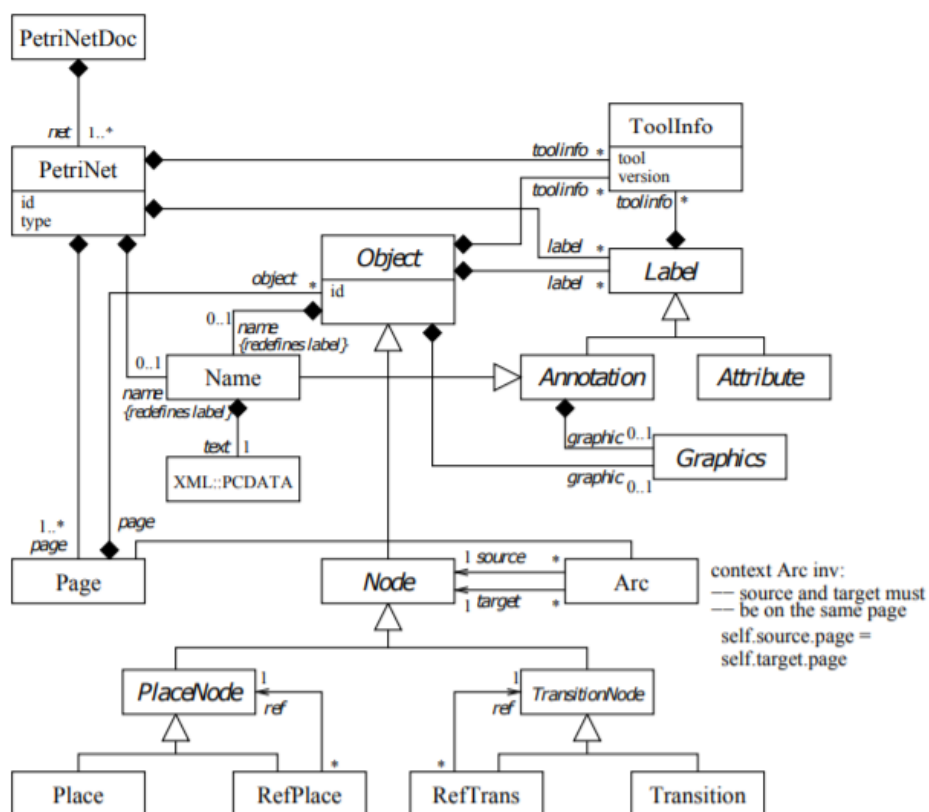 PetriNetDoc
net 1..*
ToolInfo
tool
version
PetriNet
id
type
toolinfo *
toolinfo *
toolinfo *
Object
id
label *
label *
Label
object *
0..1
name
{redefines label}
0..1
name
{redefines label}
Name
Annotation
Attribute
text 1
XML::PCDATA
graphic 0..1
graphic 0..1
Graphics
1..*
page
page
Page
Node
1 source *
1 target *
Arc
context Arc inv:
-- source and target must
-- be on the same page
self.source.page =
self.target.page
PlaceNode
1
ref
*
1
ref
*
TransitionNode
Place
RefPlace
RefTrans
Transition